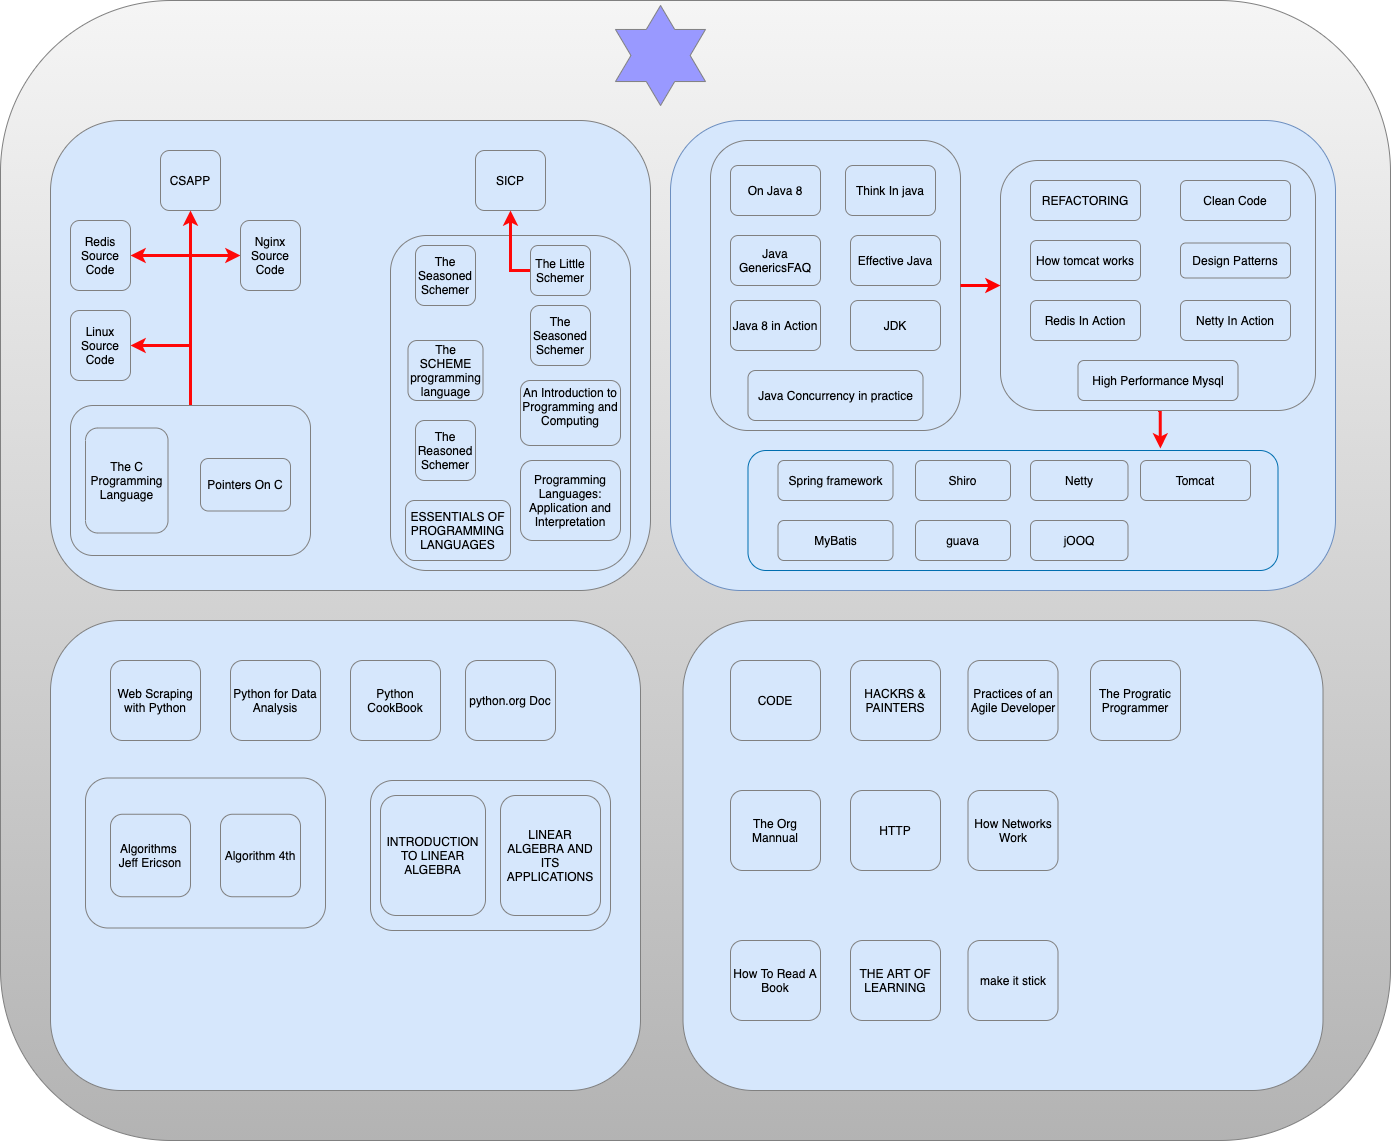 CSAPP
SICP
Redis
Source
Code
Nginx
Source
Code
Linux
Source
Code
The C
Programming
Language
Pointers On C
The
Seasoned
Schemer
The Little
Schemer
The
Seasoned
Schemer
The
SCHEME
programming
language
An Introduction to
Programming and
Computing
The
Reasoned
Schemer
Programming
Languages:
Application and
Interpretation
ESSENTIALS OF
PROGRAMMING
LANGUAGES
On Java 8
Think In java
Java
GenericsFAQ
Effective Java
Java 8 in Action
JDK
Java Concurrency in practice
REFACTORING
Clean Code
How tomcat works
Design Patterns
Redis In Action
Netty In Action
High Performance Mysql
Spring framework
Shiro
Netty
Tomcat
MyBatis
guava
jOOQ
Web Scraping
with Python
Python for Data
Analysis
Python
CookBook
python.org Doc
Algorithms
Jeff Ericson
Algorithm 4th
INTRODUCTION
TO LINEAR
ALGEBRA
LINEAR
ALGEBRA AND
ITS
APPLICATIONS
CODE
HACKRS &
PAINTERS
Practices of an
Agile Developer
The Progratic
Programmer
The Org
Mannual
HTTP
How Networks
Work
How To Read A
Book
THE ART OF
LEARNING
make it stick